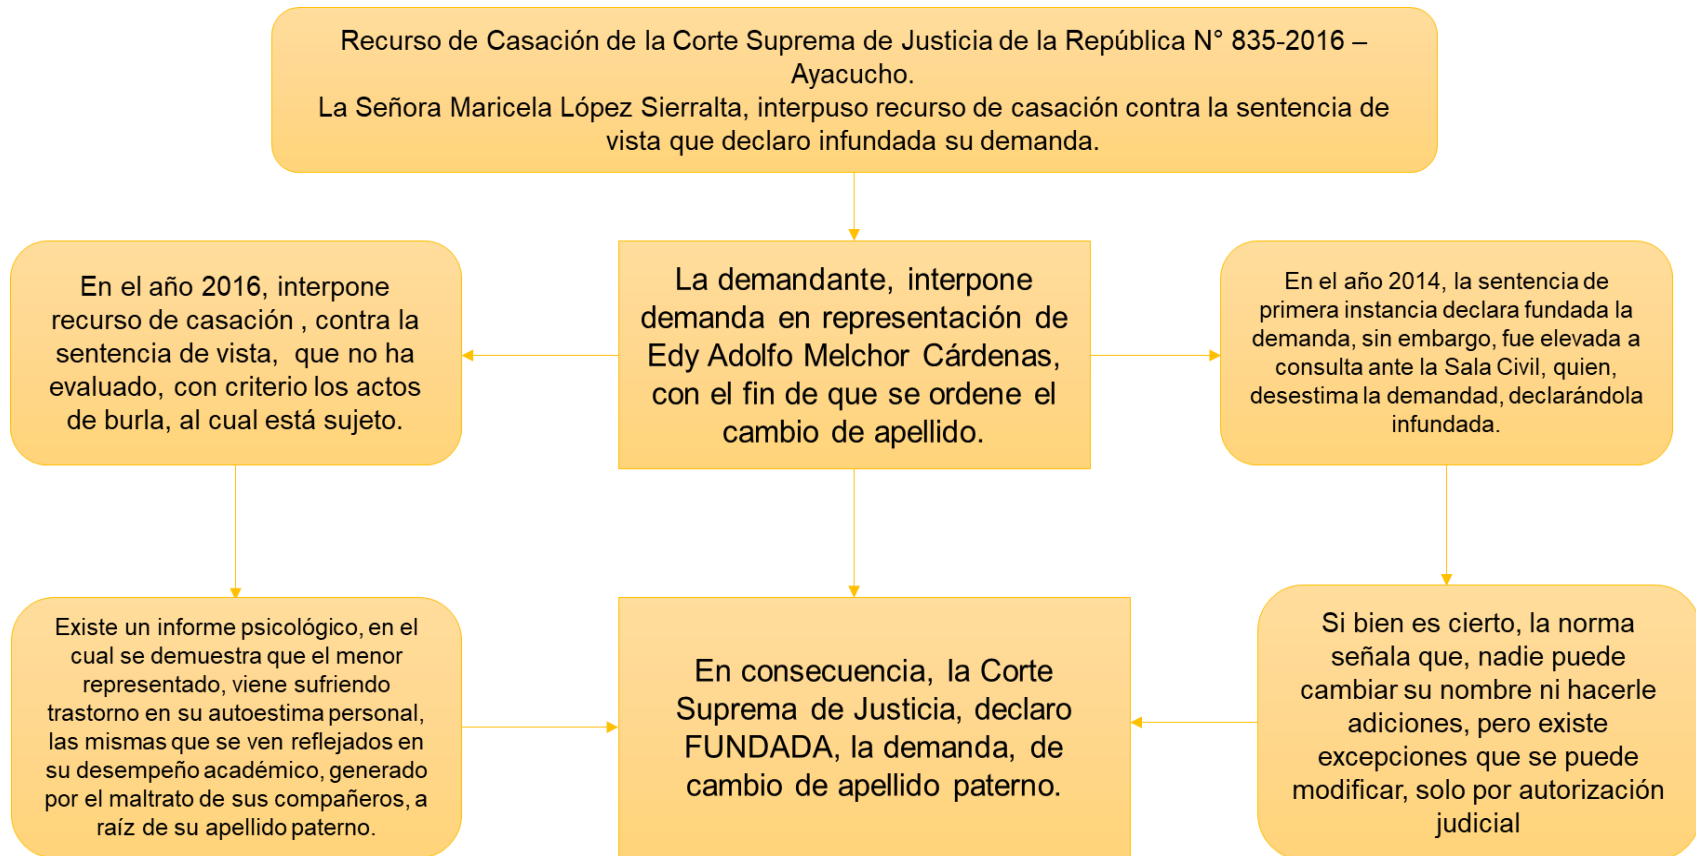 Recurso de Casación de la Corte Suprema de Justicia de la República N° 835-2016 –
Ayacucho.
La Señora Maricela López Sierralta, interpuso recurso de casación contra la sentencia de
vista que declaro infundada su demanda.
En el año 2016, interpone
recurso de casación , contra la
sentencia de vista, que no ha
evaluado, con criterio los actos
de burla, al cual está sujeto.
La demandante, interpone
demanda en representación de
Edy Adolfo Melchor Cárdenas,
con el fin de que se ordene el
cambio de apellido.
En el año 2014, la sentencia de
primera instancia declara fundada la
demanda, sin embargo, fue elevada a
consulta ante la Sala Civil, quien,
desestima la demandad, declarándola
infundada.
Existe un informe psicológico, en el
cual se demuestra que el menor
representado, viene sufriendo
trastorno en su autoestima personal,
las mismas que se ven reflejados en
su desempeño académico, generado
por el maltrato de sus compañeros, a
raíz de su apellido paterno.
En consecuencia, la Corte
Suprema de Justicia, declaro
FUNDADA, la demanda, de
cambio de apellido paterno.
Si bien es cierto, la norma
señala que, nadie puede
cambiar su nombre ni hacerle
adiciones, pero existe
excepciones que se puede
modificar, solo por autorización
judicial